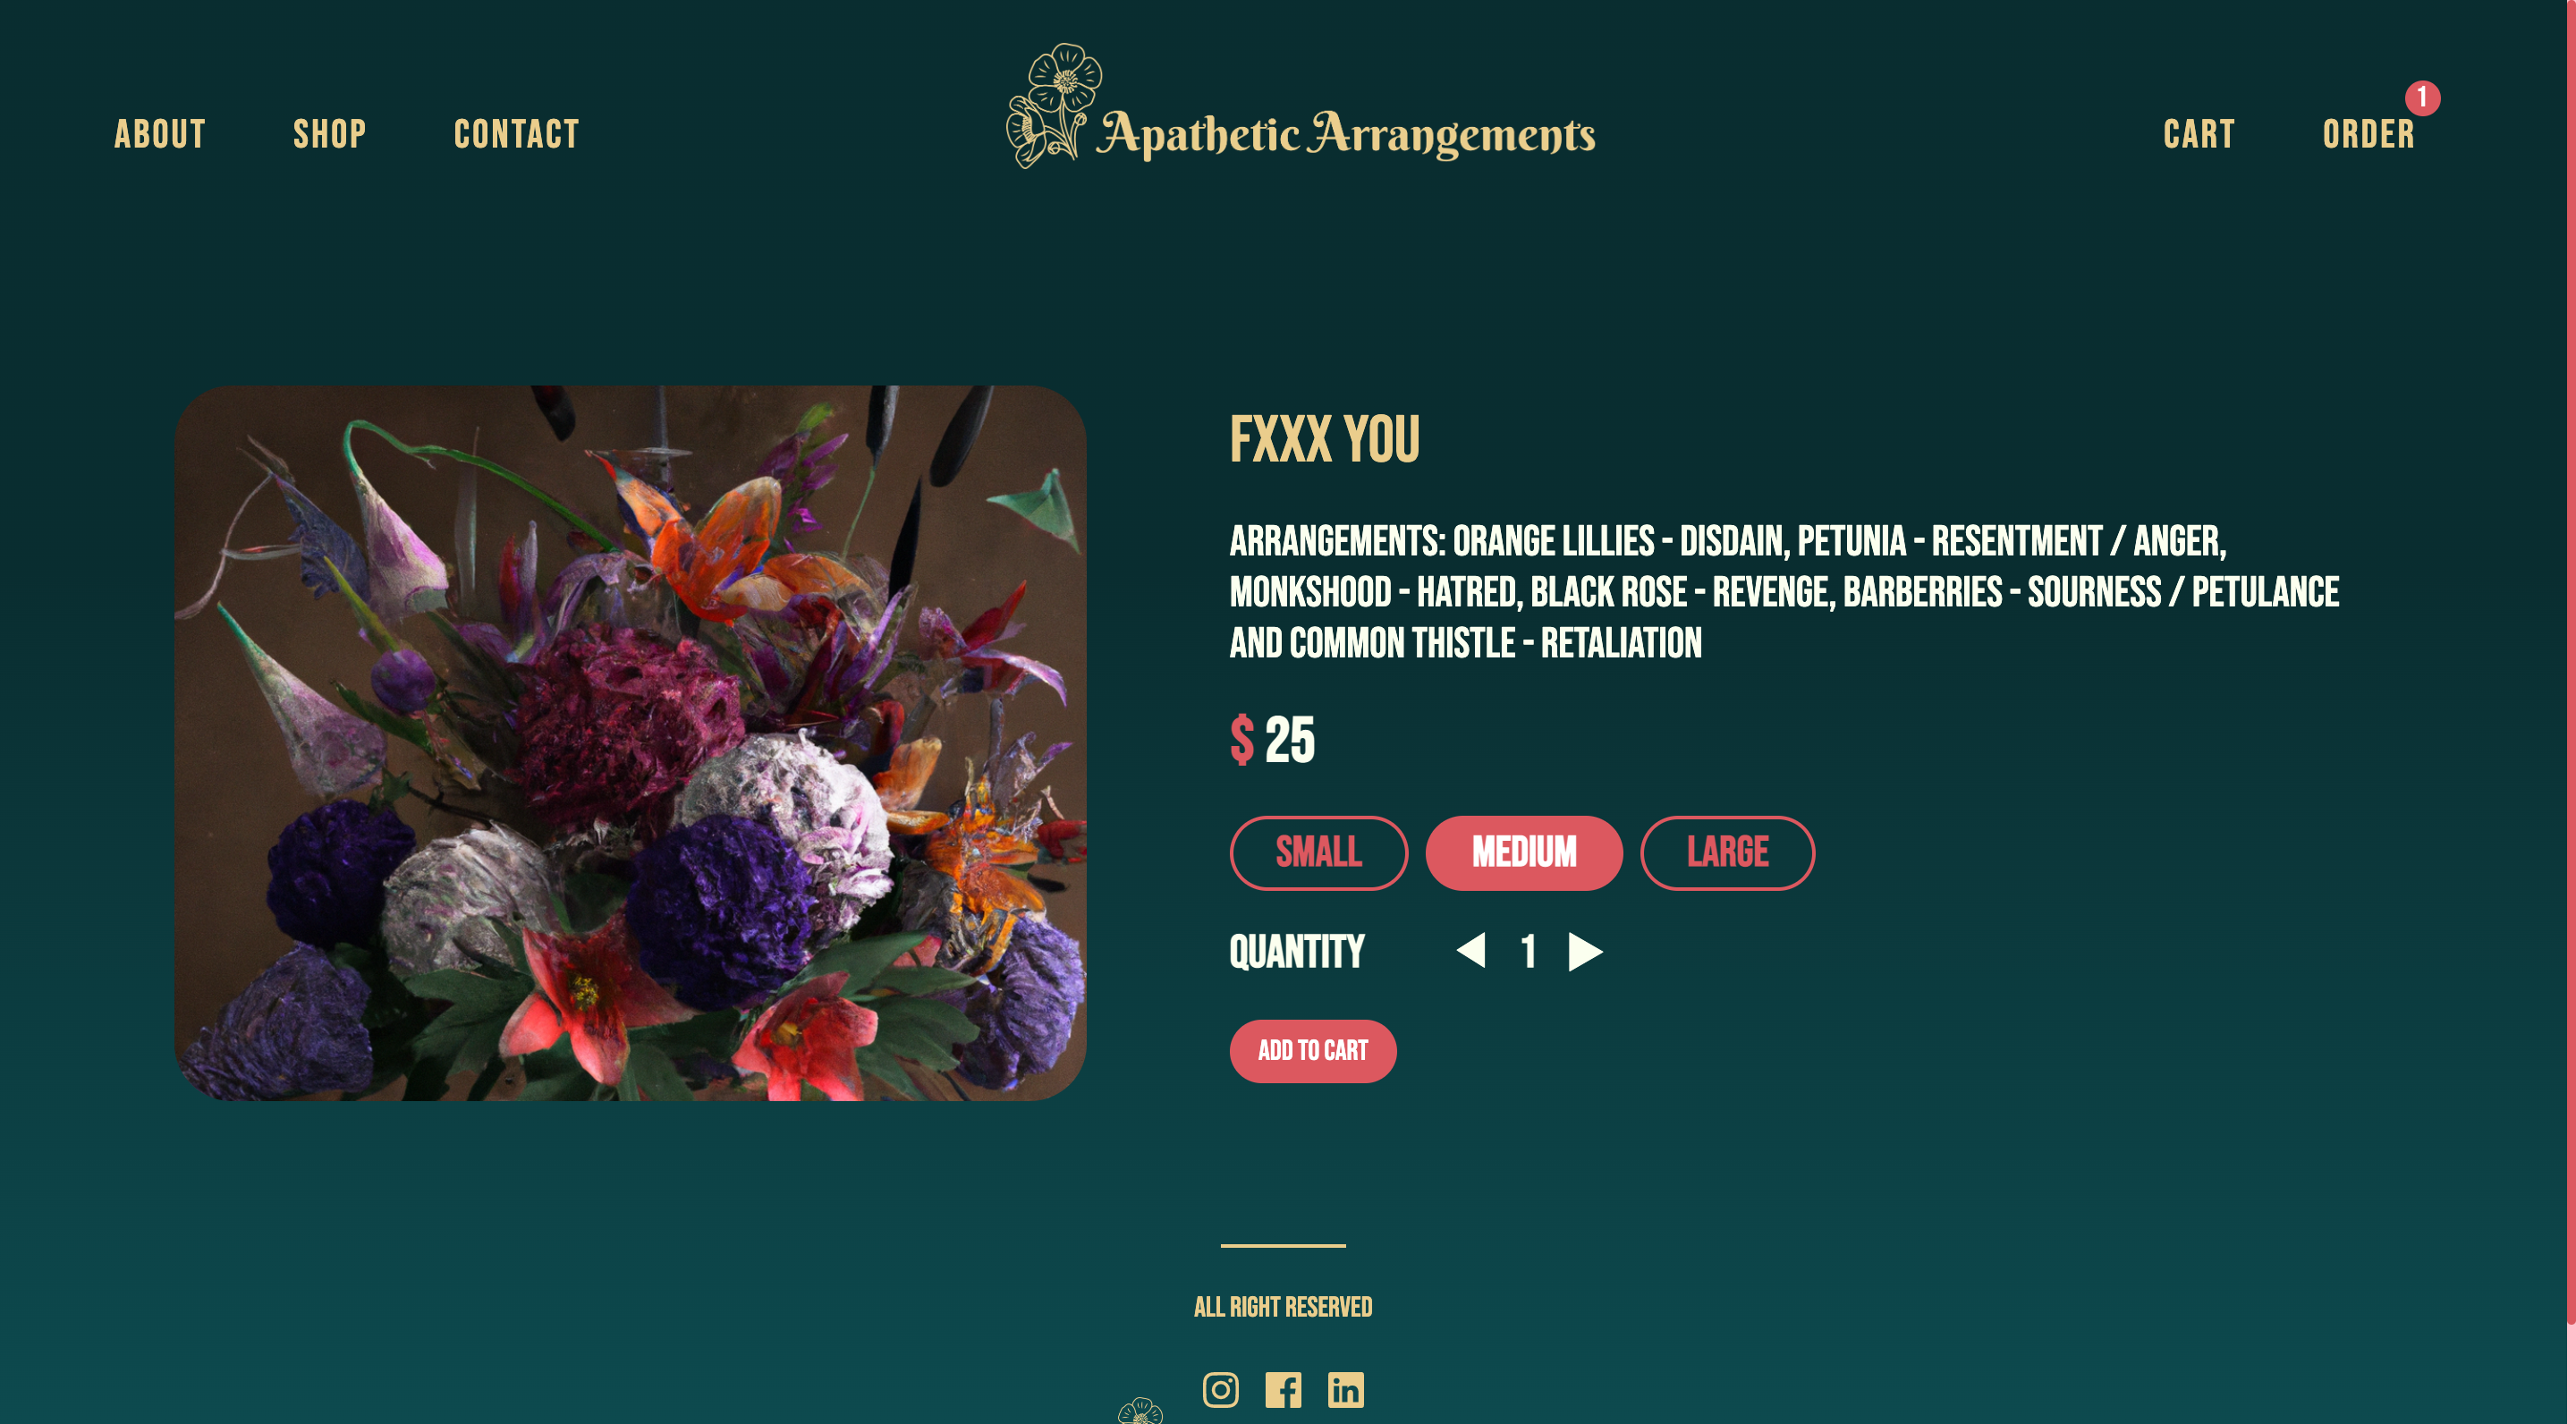 ABOUT
SHOP
CONTACT
Apathetic Arrangements
CART
ORDER
1
FXXX YOU
ARRANGEMENTS: ORANGE LILLIES - DISDAIN, PETUNIA - RESENTMENT / ANGER,
MONKSHOOD - HATRED, BLACK ROSE - REVENGE, BARBERRIES - SOURNESS / PETULANCE
AND COMMON THISTLE - RETALIATION
$ 25
SMALL
MEDIUM
LARGE
QUANTITY
1
ADD TO CART
ALL RIGHT RESERVED